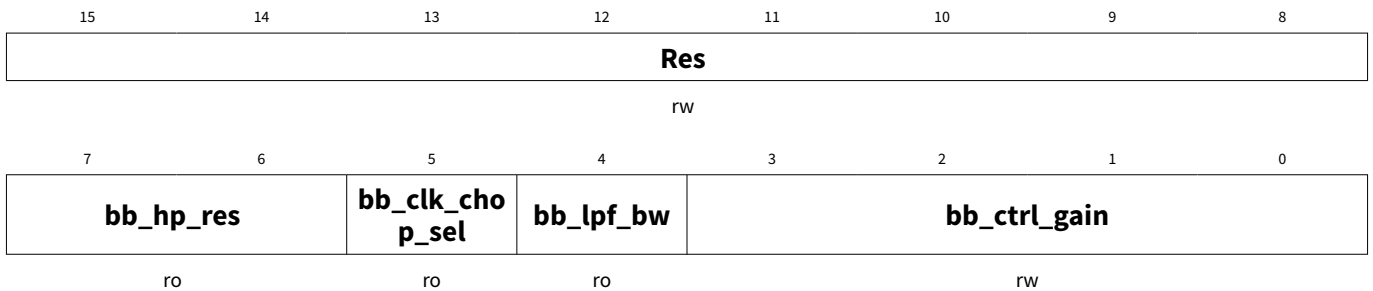 15 14 13 12 11 10 9 8
Res
rw
7 6 5 4 3 2 1 0
bb_hp_res bb_clk_cho bb_lpf_bw bb_ctrl_gain
p_sel
ro ro ro rw